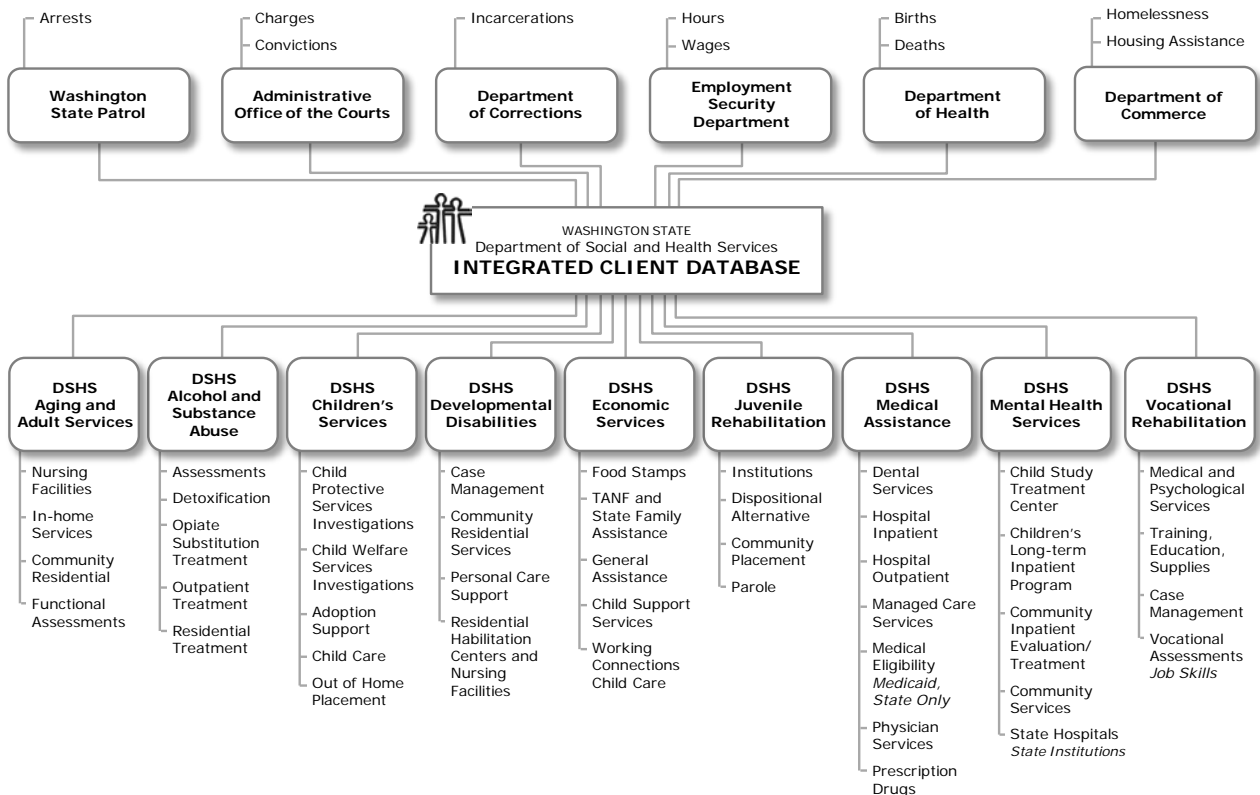 Arrests
Charges
Convictions
Incarcerations
Hours
Wages
Births
Deaths
Homelessness
Housing Assistance
Washington
State Patrol
Administrative
Office of the Courts
Department
of Corrections
Employment
Security
Department
Department
of Health
Department of
Commerce
WASHINGTON STATE
Department of Social and Health Services
INTEGRATED CLIENT DATABASE
DSHS
Aging and
Adult Services
Nursing
Facilities
In-home
Services
Community
Residential
Functional
Assessments
DSHS
Alcohol and
Substance
Abuse
Assessments
Detoxification
Opiate
Substitution
Treatment
Outpatient
Treatment
Residential
Treatment
DSHS
Children's
Services
Child
Protective
Services
Investigations
Child Welfare
Services
Investigations
Adoption
Support
Child Care
Out of Home
Placement
DSHS
Developmental
Disabilities
Case
Management
Community
Residential
Services
Personal Care
Support
Residential
Habilitation
Centers and
Nursing
Facilities
DSHS
Economic
Services
Food Stamps
TANF and
State Family
Assistance
General
Assistance
Child Support
Services
Working
Connections
Child Care
DSHS
Juvenile
Rehabilitation
Institutions
Dispositional
Alternative
Community
Placement
Parole
DSHS
Medical
Assistance
Dental
Services
Hospital
Inpatient
Hospital
Outpatient
Managed Care
Services
Medical
Eligibility
Medicaid,
State Only
Physician
Services
Prescription
Drugs
DSHS
Mental Health
Services
Child Study
Treatment
Center
Children's
Long-term
Inpatient
Program
Community
Inpatient
Evaluation/
Treatment
Community
Services
State Hospitals
State Institutions
DSHS
Vocational
Rehabilitation
Medical and
Psychological
Services
Training,
Education,
Supplies
Case
Management
Vocational
Assessments
Job Skills